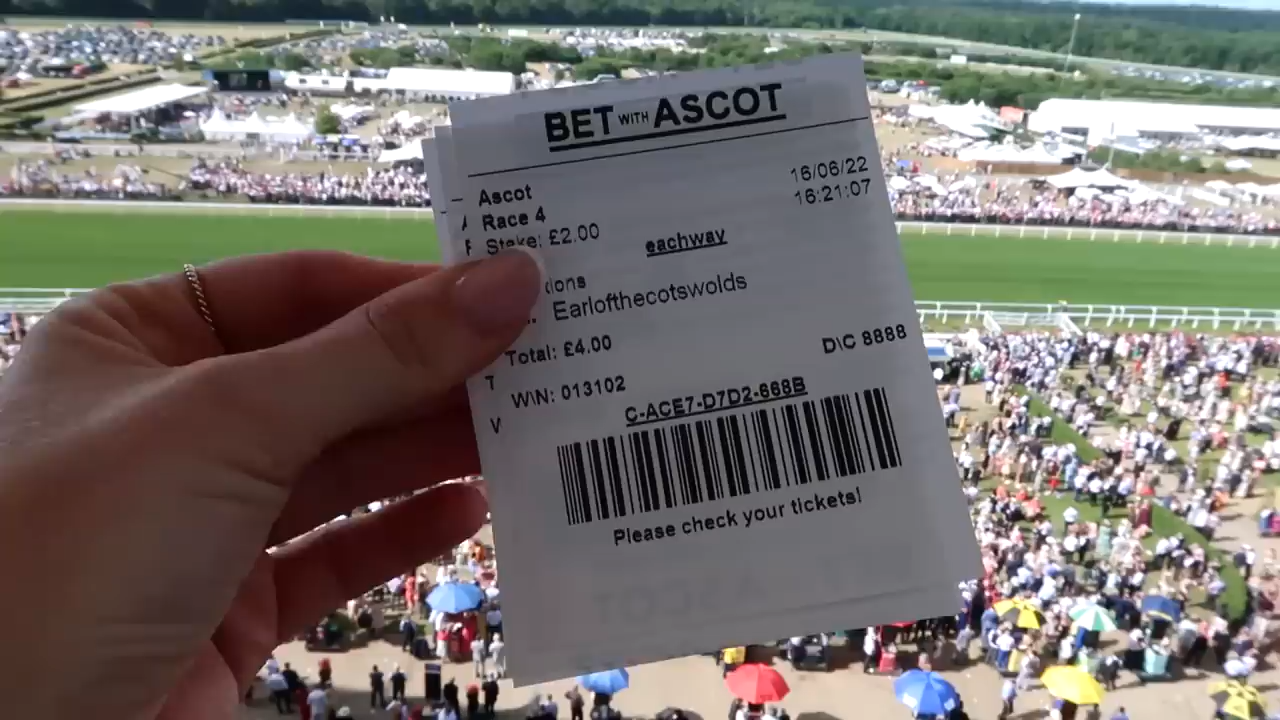 BET WITH ASCOT
Ascot
16/06/22
Race 4
16:21:07
Stake: £2.00
eachway
Earlofthecotswolds
Total: £4.00
D\C 8888
W\N: 013102
C-ACE7-D7D2-668B
Please check your tickets!